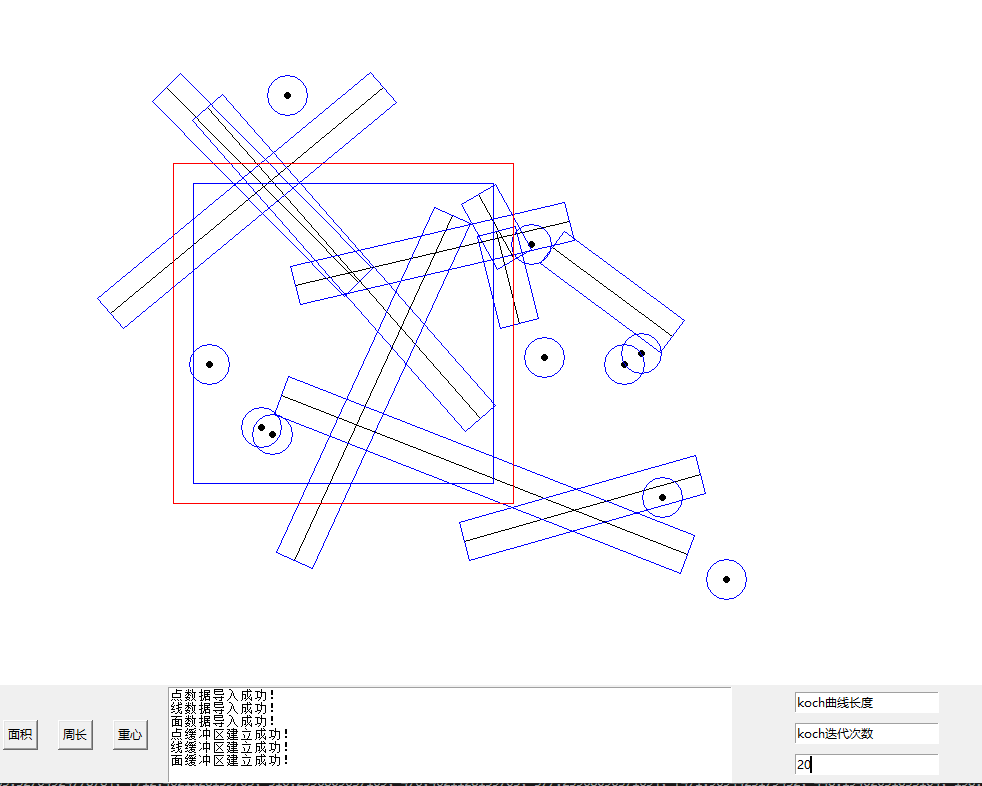 面积
周长
重心
点数据导入成功!
线数据导入成功!
面数据导入成功!
点缓冲区建立成功!
线缓冲区建立成功!
面缓冲区建立成功!
koch曲线长度
koch迭代次数
20